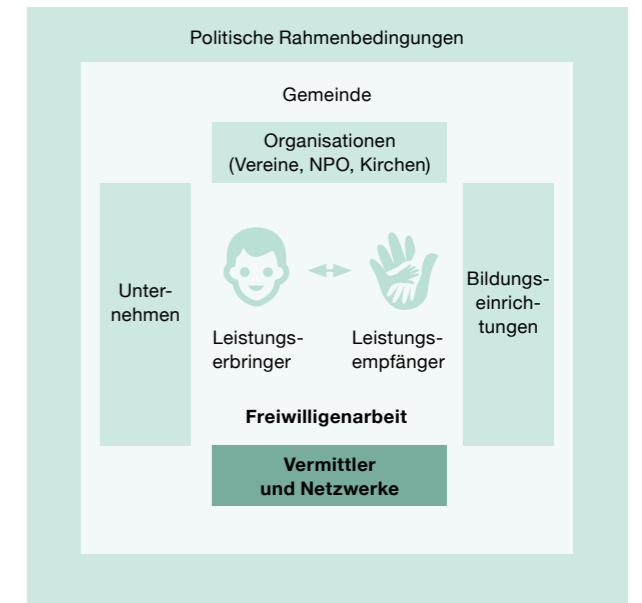 Politische Rahmenbedingungen
Gemeinde
Organisationen
(Vereine, NPO, Kirchen)
Unter-
nehmen
Bildungs-
einrich-
tungen
Leistungs-
erbringer
Leistungs-
empfänger
Freiwilligenarbeit
Vermittler
und Netzwerke